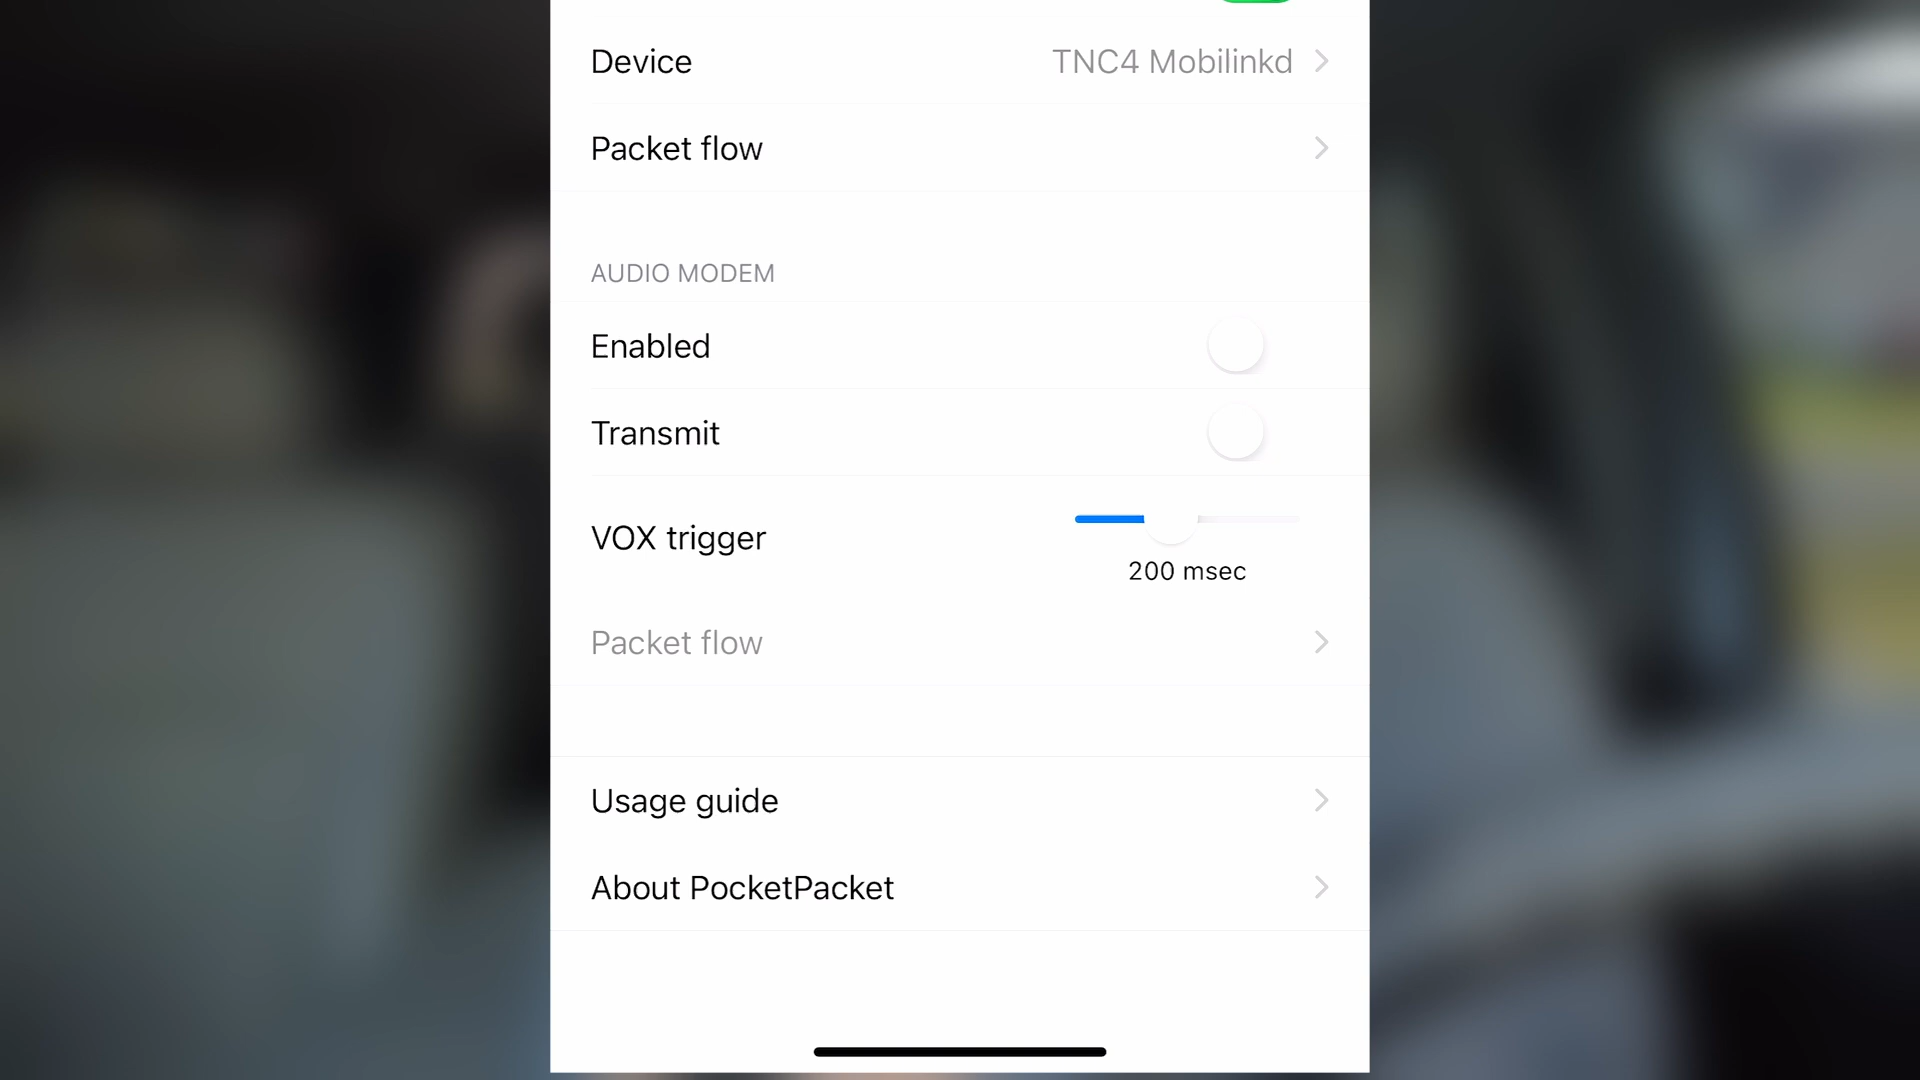 Device TNC4 Mobilinkd
Packet flow
AUDIO MODEM
Enabled
Transmit
VOX trigger
200 msec
Packet flow
Usage guide
About PocketPacket